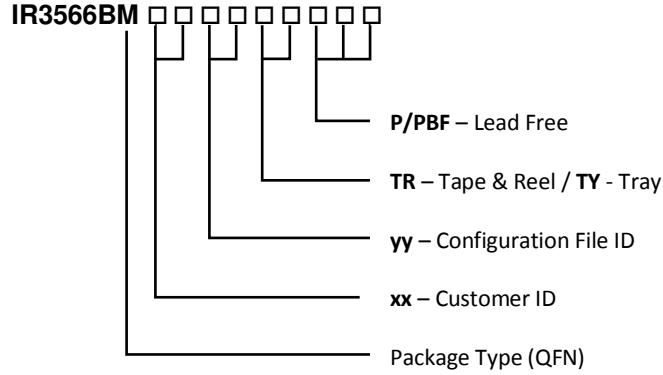 IR3566BM □ □ □ □ □ □ □ □ □
P/PBF – Lead Free
TR – Tape & Reel / TY - Tray
yy – Configuration File ID
xx – Customer ID
Package Type (QFN)